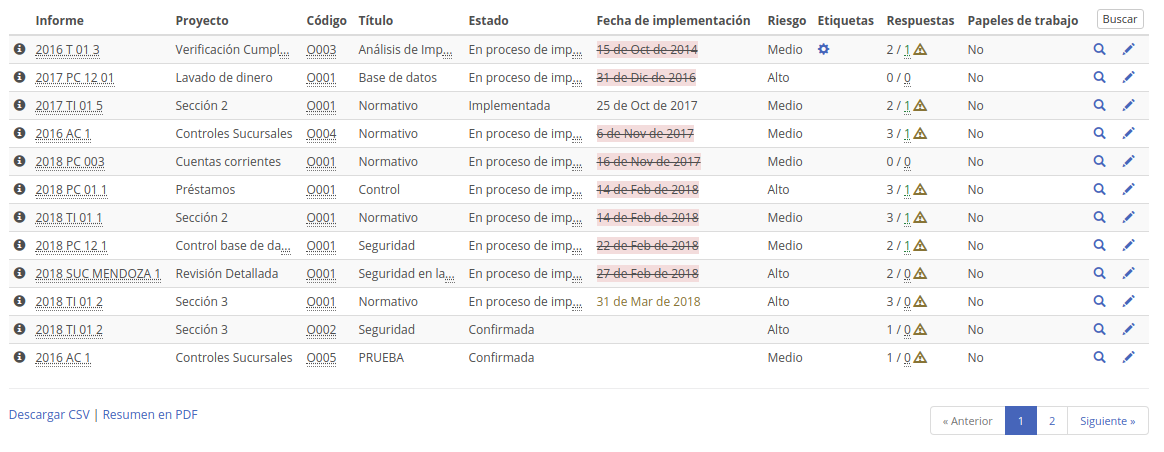 Informe Proyecto Código Título Estado Fecha de implementación Riesgo Etiquetas Respuestas Papeles de trabajo Buscar
2016 T 01 3 Verificación Cumpl... O003 Análisis de Imp... En proceso de imp... 15 de Oct de 2014 Medio 2 / 1 No
2017 PC 12 01 Lavado de dinero O001 Base de datos En proceso de imp... 31 de Dic de 2016 Alto 0 / 0 No
2017 TI 01 5 Sección 2 O001 Normativo Implementada 25 de Oct de 2017 Medio 2 / 1 No
2016 AC 1 Controles Sucursales O004 Normativo En proceso de imp... 6 de Nov de 2017 Medio 3 / 1 No
2018 PC 003 Cuentas corrientes O001 Normativo En proceso de imp... 16 de Nov de 2017 Medio 0 / 0 No
2018 PC 01 1 Préstamos O001 Control En proceso de imp... 14 de Feb de 2018 Alto 3 / 1 No
2018 TI 01 1 Sección 2 O001 Normativo En proceso de imp... 14 de Feb de 2018 Medio 3 / 1 No
2018 PC 12 1 Control base de da... O001 Seguridad En proceso de imp... 22 de Feb de 2018 Medio 2 / 1 No
2018 SUC MENDOZA 1 Revisión Detallada O001 Seguridad en la... En proceso de imp... 27 de Feb de 2018 Alto 2 / 0 No
2018 TI 01 2 Sección 3 O001 Normativo En proceso de imp... 31 de Mar de 2018 Alto 3 / 0 No
2018 TI 01 2 Sección 3 O002 Seguridad Confirmada Alto 1 / 0 No
2016 AC 1 Controles Sucursales O005 PRUEBA Confirmada Medio 1 / 0 No
Descargar CSV | Resumen en PDF
« Anterior 1 2 Siguiente »